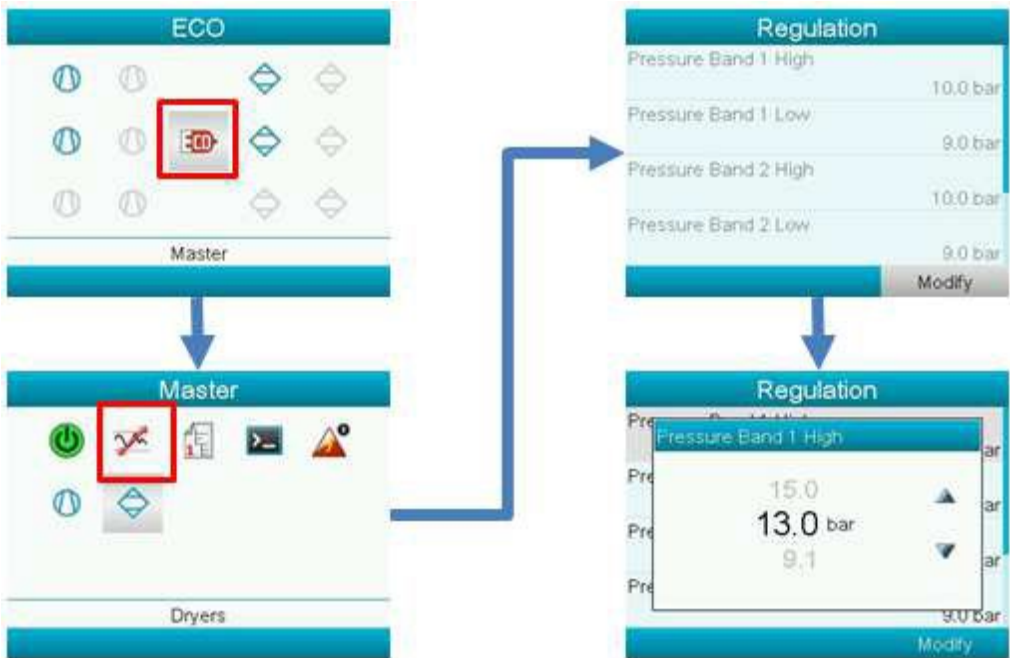 ECO
Master
Master
Dryers
Regulation
Pressure Band 1 High
10.0 bar
Pressure Band 1 Low
9.0 bar
Pressure Band 2 High
10.0 bar
Pressure Band 2 Low
9.0 bar
Modify
Regulation
Pressure Band 1 High
15.0
13.0 bar
9.1
9.0 bar
Modify